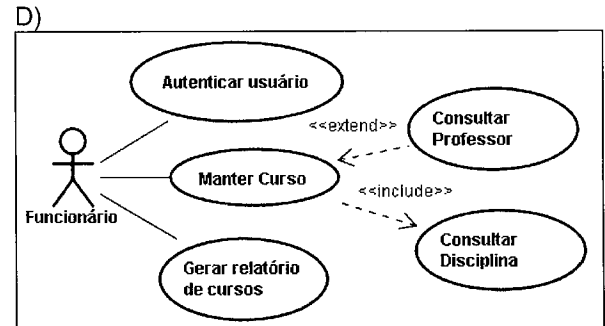 D)
Autenticar usuário
<<extend>>
Consultar
Professor
Funcionário
Manter Curso
<<include>>
Consultar
Disciplina
Gerar relatório
de cursos